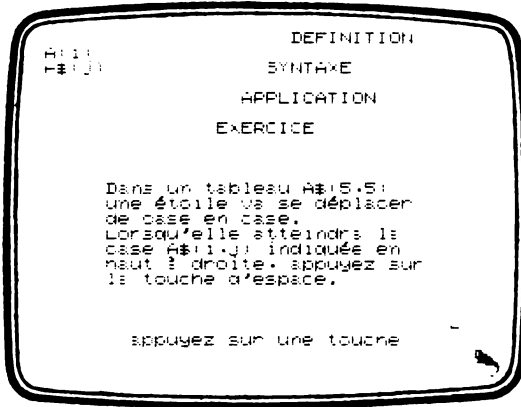 DEFINITION
A(i)
A$(j)
SYNTAXE
APPLICATION
EXERCICE
Dans un tableau A$(5.5)
une étoile va se déplacer
de case en case.
Lorsqu'elle atteindra la
case A$(i.j) indiquée en
haut à droite. appuyez sur
la touche d'espace.
appuyez sur une touche